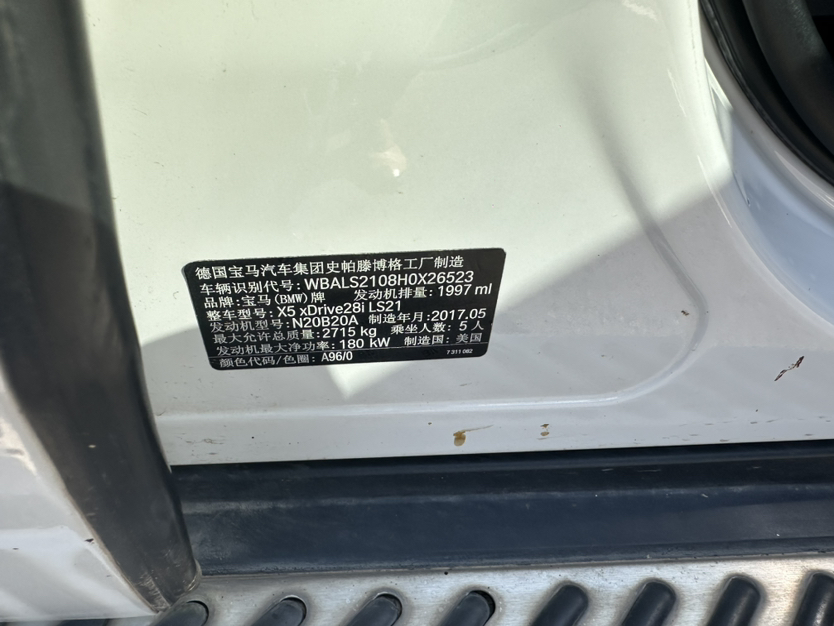 德国宝马汽车集团史帕滕博格工厂制造
车辆识别代号: WBALS2108H0X26523
品牌: 宝马(BMW)牌 发动机排量: 1997 ml
整车型号: X5 xDrive28i LS21
发动机型号: N20B20A 制造年月: 2017.05
最大允许总质量: 2715 kg 乘坐人数: 5 人
发动机最大净功率: 180 kW 制造国: 美国
颜色代码/色圈: A96/0 7 311 062